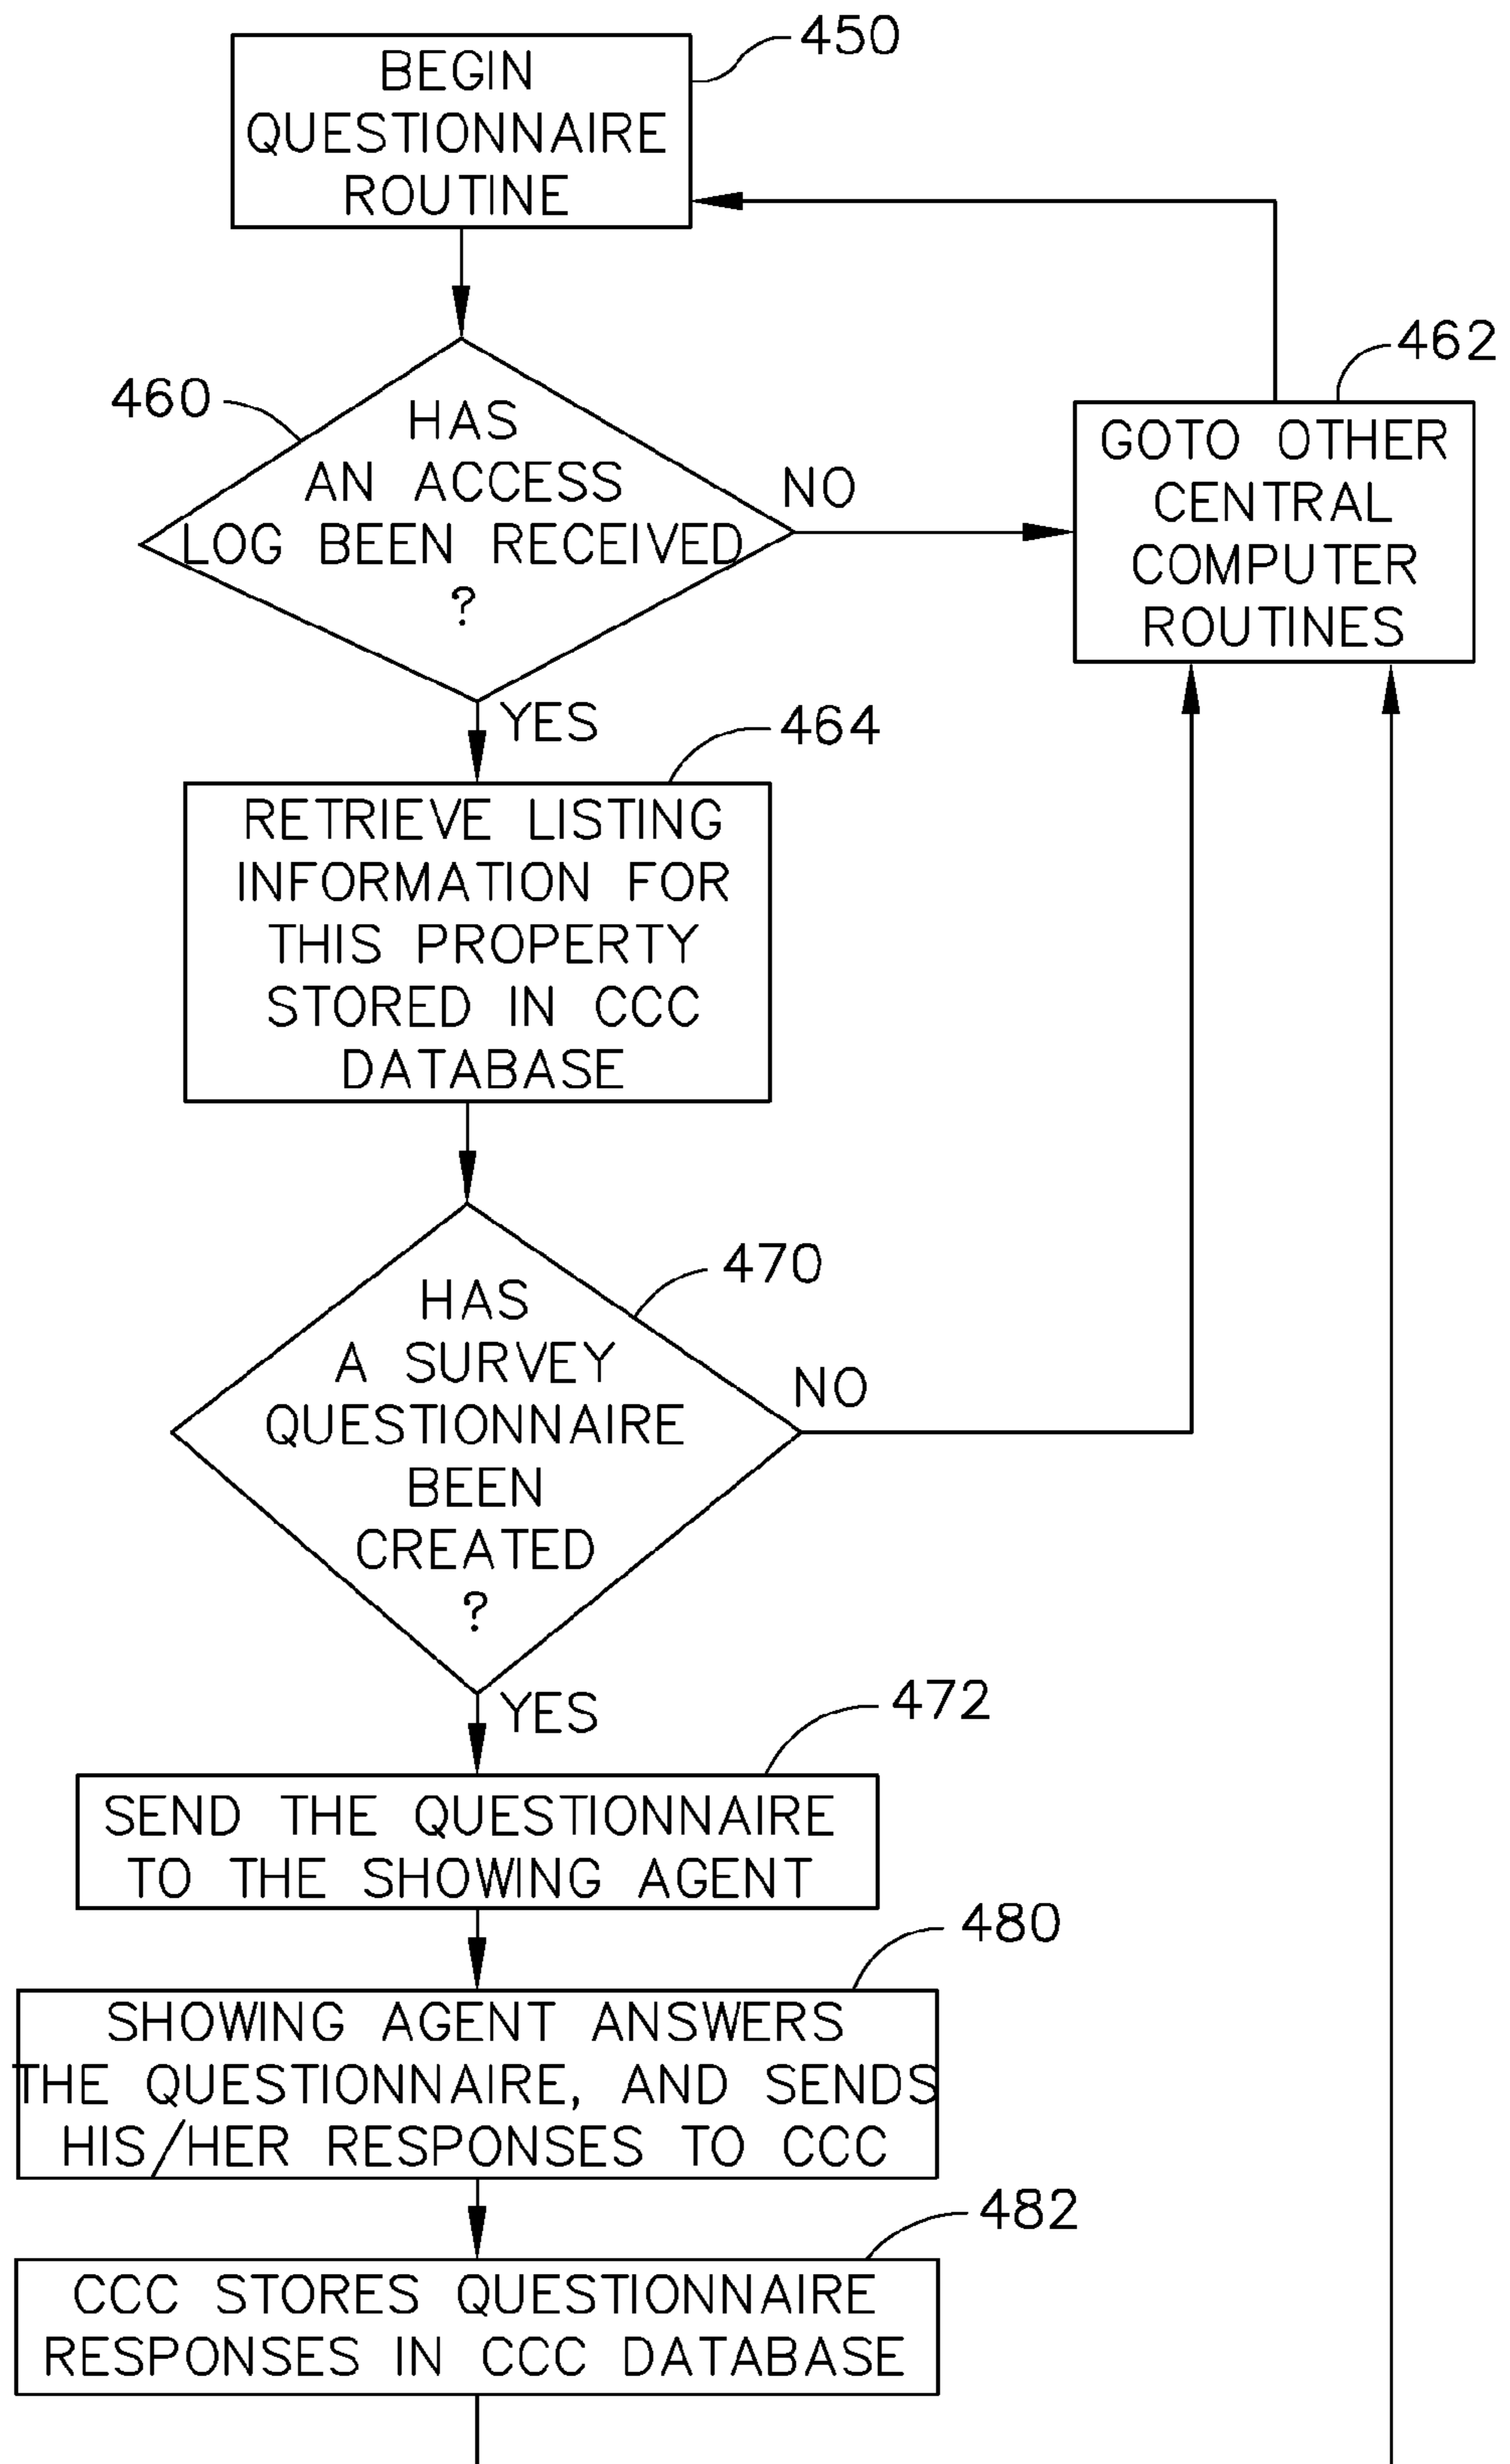 450
BEGIN
QUESTIONNAIRE
ROUTINE
462
460
HAS
AN ACCESS
LOG BEEN RECEIVED
?
NO
GOTO OTHER
CENTRAL
COMPUTER
ROUTINES
YES
464
RETRIEVE LISTING
INFORMATION FOR
THIS PROPERTY
STORED IN CCC
DATABASE
470
HAS
A SURVEY
QUESTIONNAIRE
BEEN
CREATED
?
NO
YES
472
SEND THE QUESTIONNAIRE
TO THE SHOWING AGENT
480
SHOWING AGENT ANSWERS
THE QUESTIONNAIRE, AND SENDS
HIS/HER RESPONSES TO CCC
482
CCC STORES QUESTIONNAIRE
RESPONSES IN CCC DATABASE